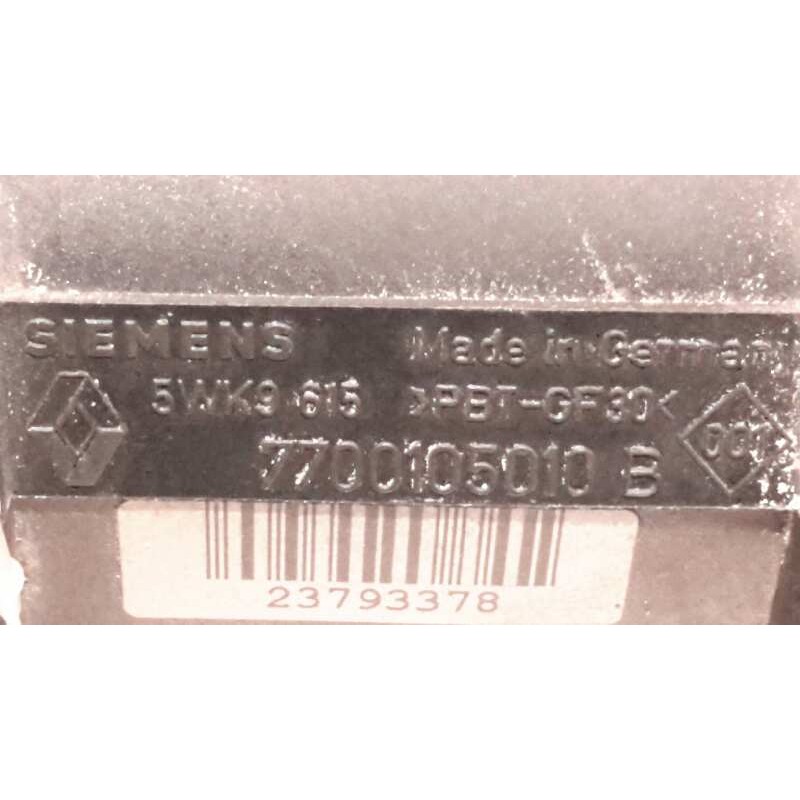 SIEMENS Made in Germany
5WK9 615 >PBT-GF30<
7700105010 B
001
23793378